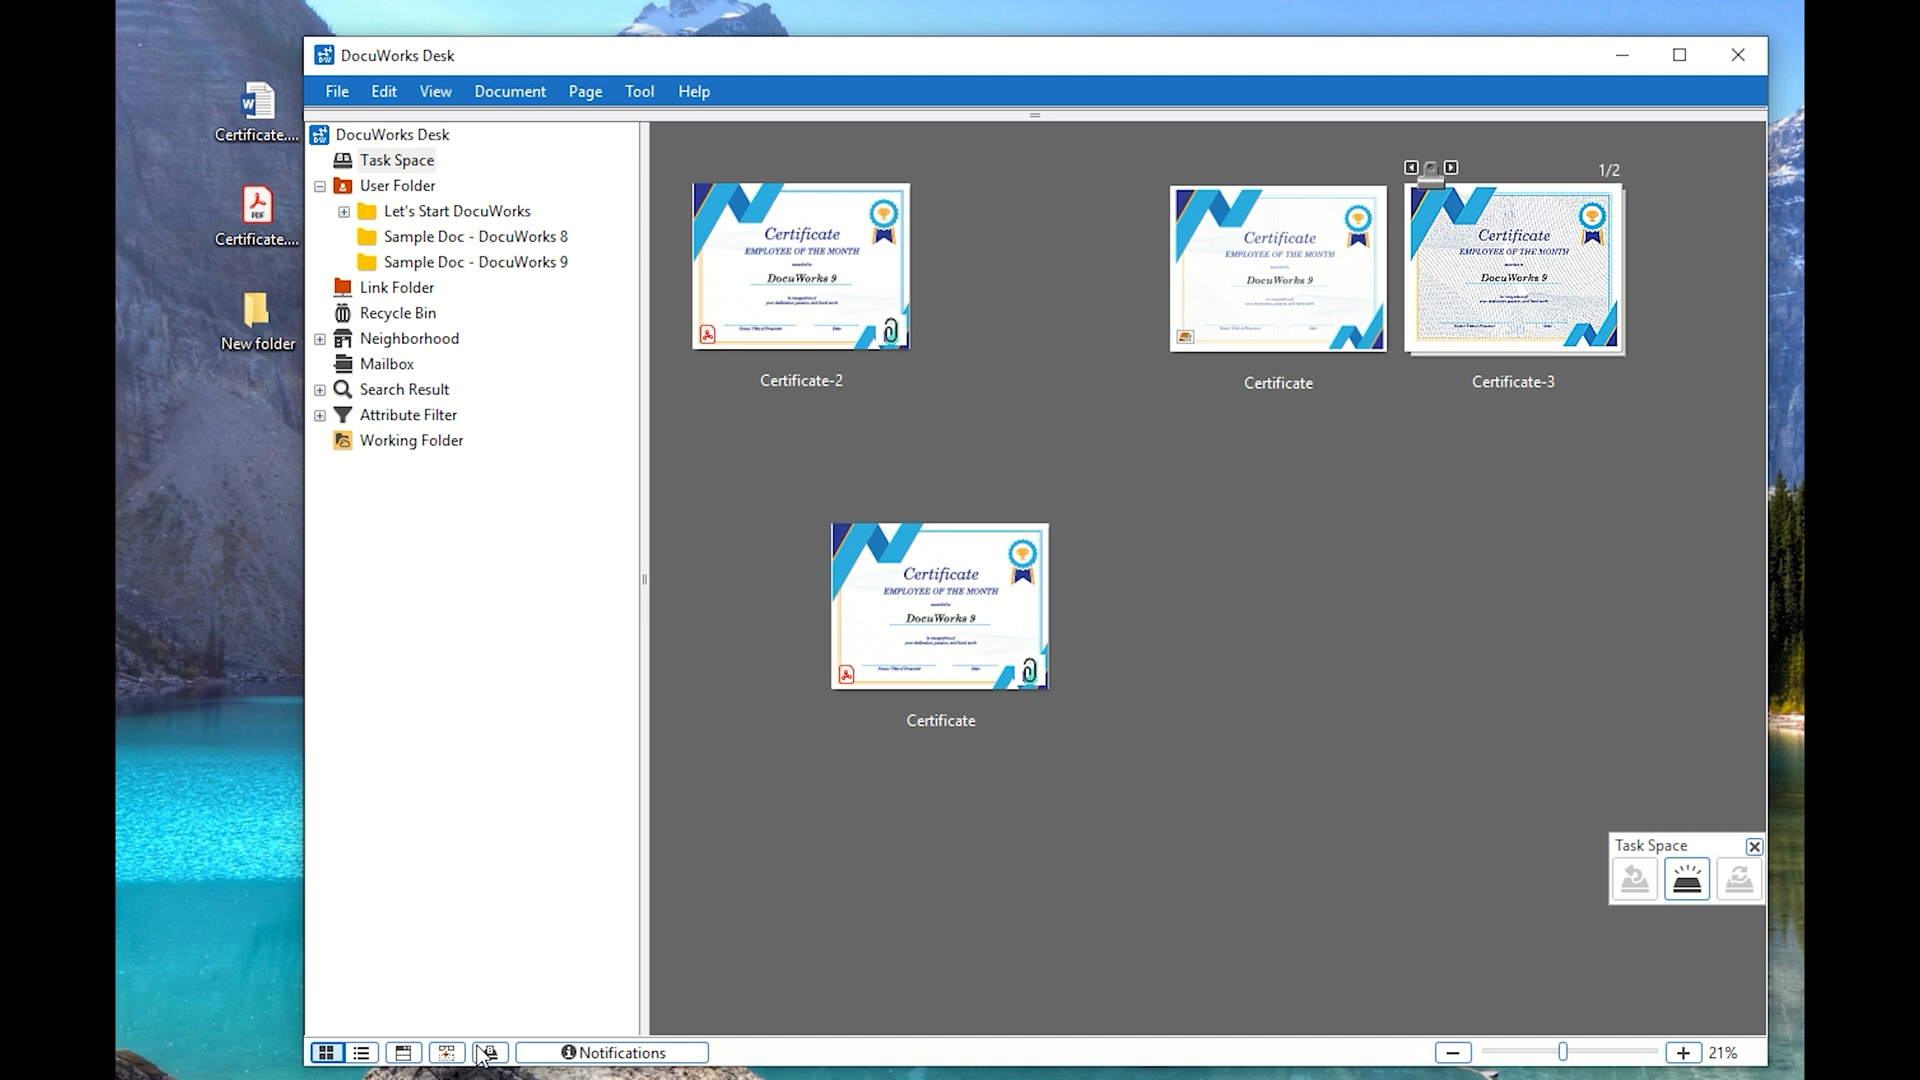 DocuWorks Desk
File Edit View Document Page Tool Help
Certificate....
Certificate....
New folder
DocuWorks Desk
Task Space
User Folder
Let's Start DocuWorks
Sample Doc - DocuWorks 8
Sample Doc - DocuWorks 9
Link Folder
Recycle Bin
Neighborhood
Mailbox
Search Result
Attribute Filter
Working Folder
Certificate
EMPLOYEE OF THE MONTH
DocuWorks 9
Certificate-2
Certificate
EMPLOYEE OF THE MONTH
DocuWorks 9
Certificate
1/2
Certificate
EMPLOYEE OF THE MONTH
DocuWorks 9
Certificate-3
Certificate
EMPLOYEE OF THE MONTH
DocuWorks 9
Certificate
Task Space
Notifications
21%